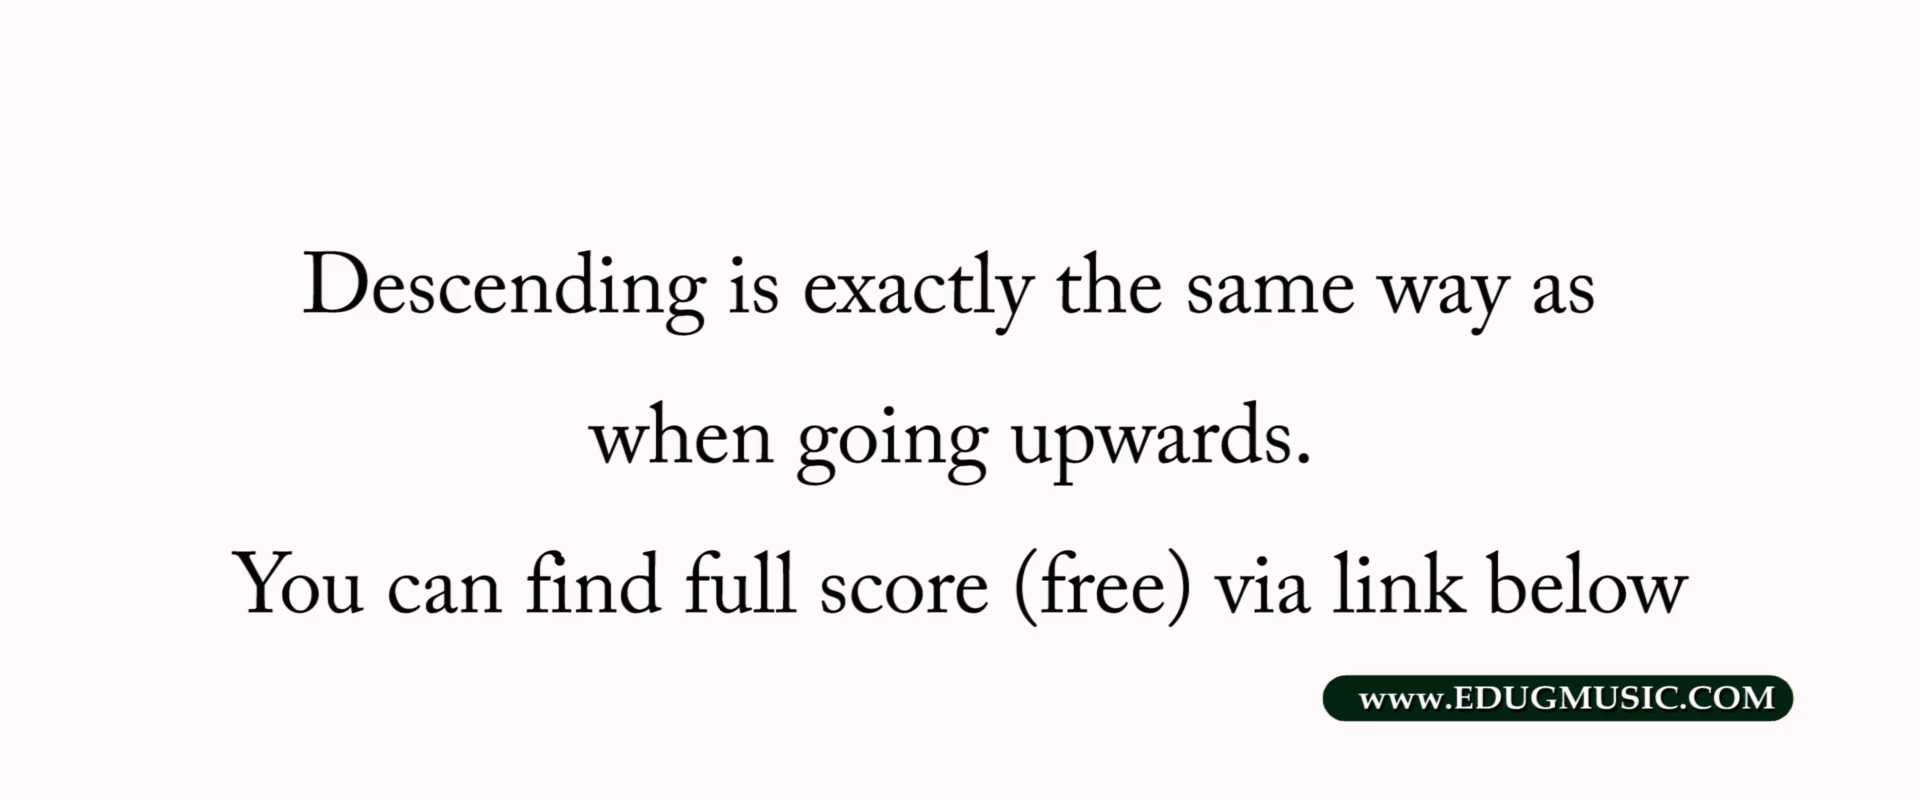 Descending is exactly the same way as
when going upwards.
You can find full score (free) via link below
www.EDUGMUSIC.COM